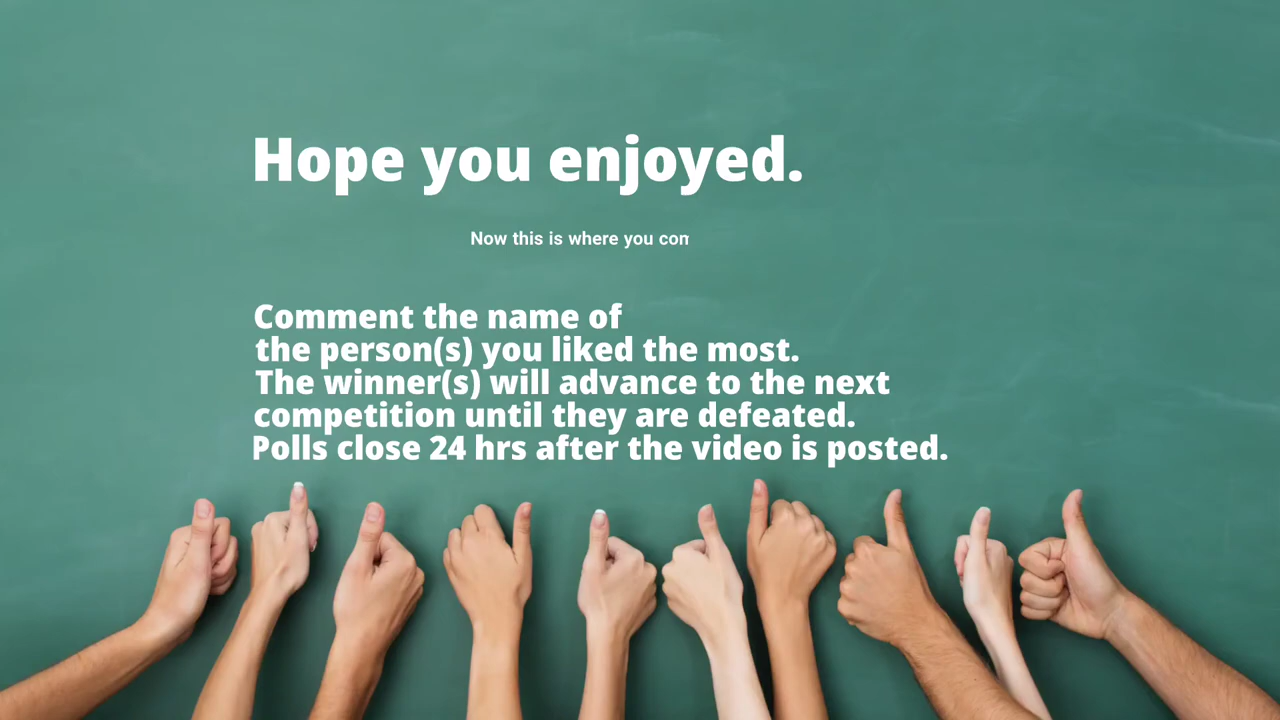 Hope you enjoyed.
Now this is where you
Comment the name of
the person(s) you liked the most.
The winner(s) will advance to the next
competition until they are defeated.
Polls close 24 hrs after the video is posted.